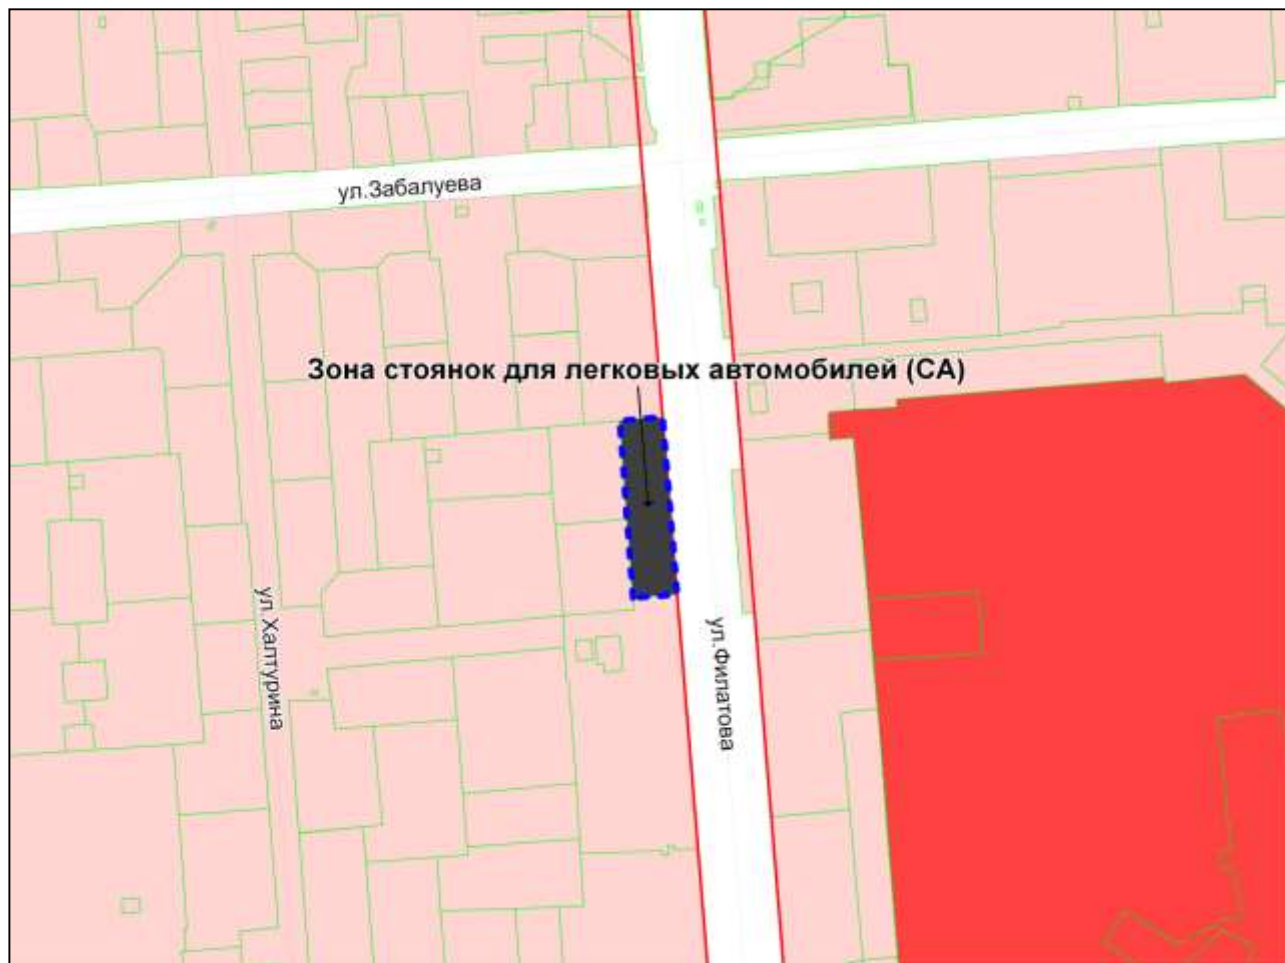 ул.Забалуева
Зона стоянок для легковых автомобилей (СА)
ул.Халтурина
ул.Филатова